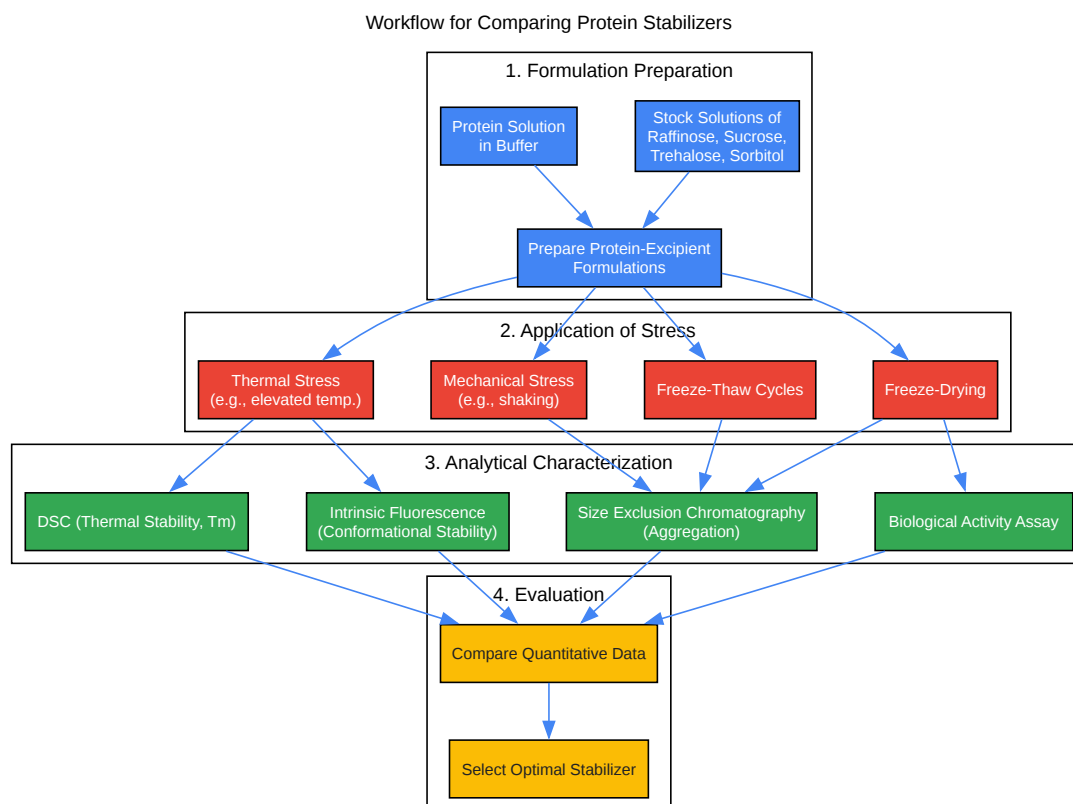 Workflow for Comparing Protein Stabilizers
1. Formulation Preparation
Protein Solution
in Buffer
Stock Solutions of
Raffinose, Sucrose,
Trehalose, Sorbitol
Prepare Protein-Excipient
Formulations
2. Application of Stress
Thermal Stress
(e.g., elevated temp.)
Mechanical Stress
(e.g., shaking)
Freeze-Thaw Cycles
Freeze-Drying
3. Analytical Characterization
DSC (Thermal Stability, Tm)
Intrinsic Fluorescence
(Conformational Stability)
Size Exclusion Chromatography
(Aggregation)
Biological Activity Assay
4. Evaluation
Compare Quantitative Data
Select Optimal Stabilizer